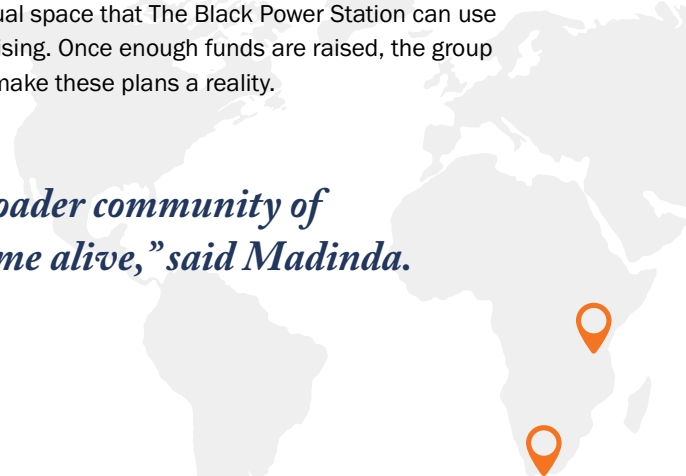 ual space that The Black Power Station can use
ising. Once enough funds are raised, the group
make these plans a reality.
oader community of
me alive,” said Madinda.